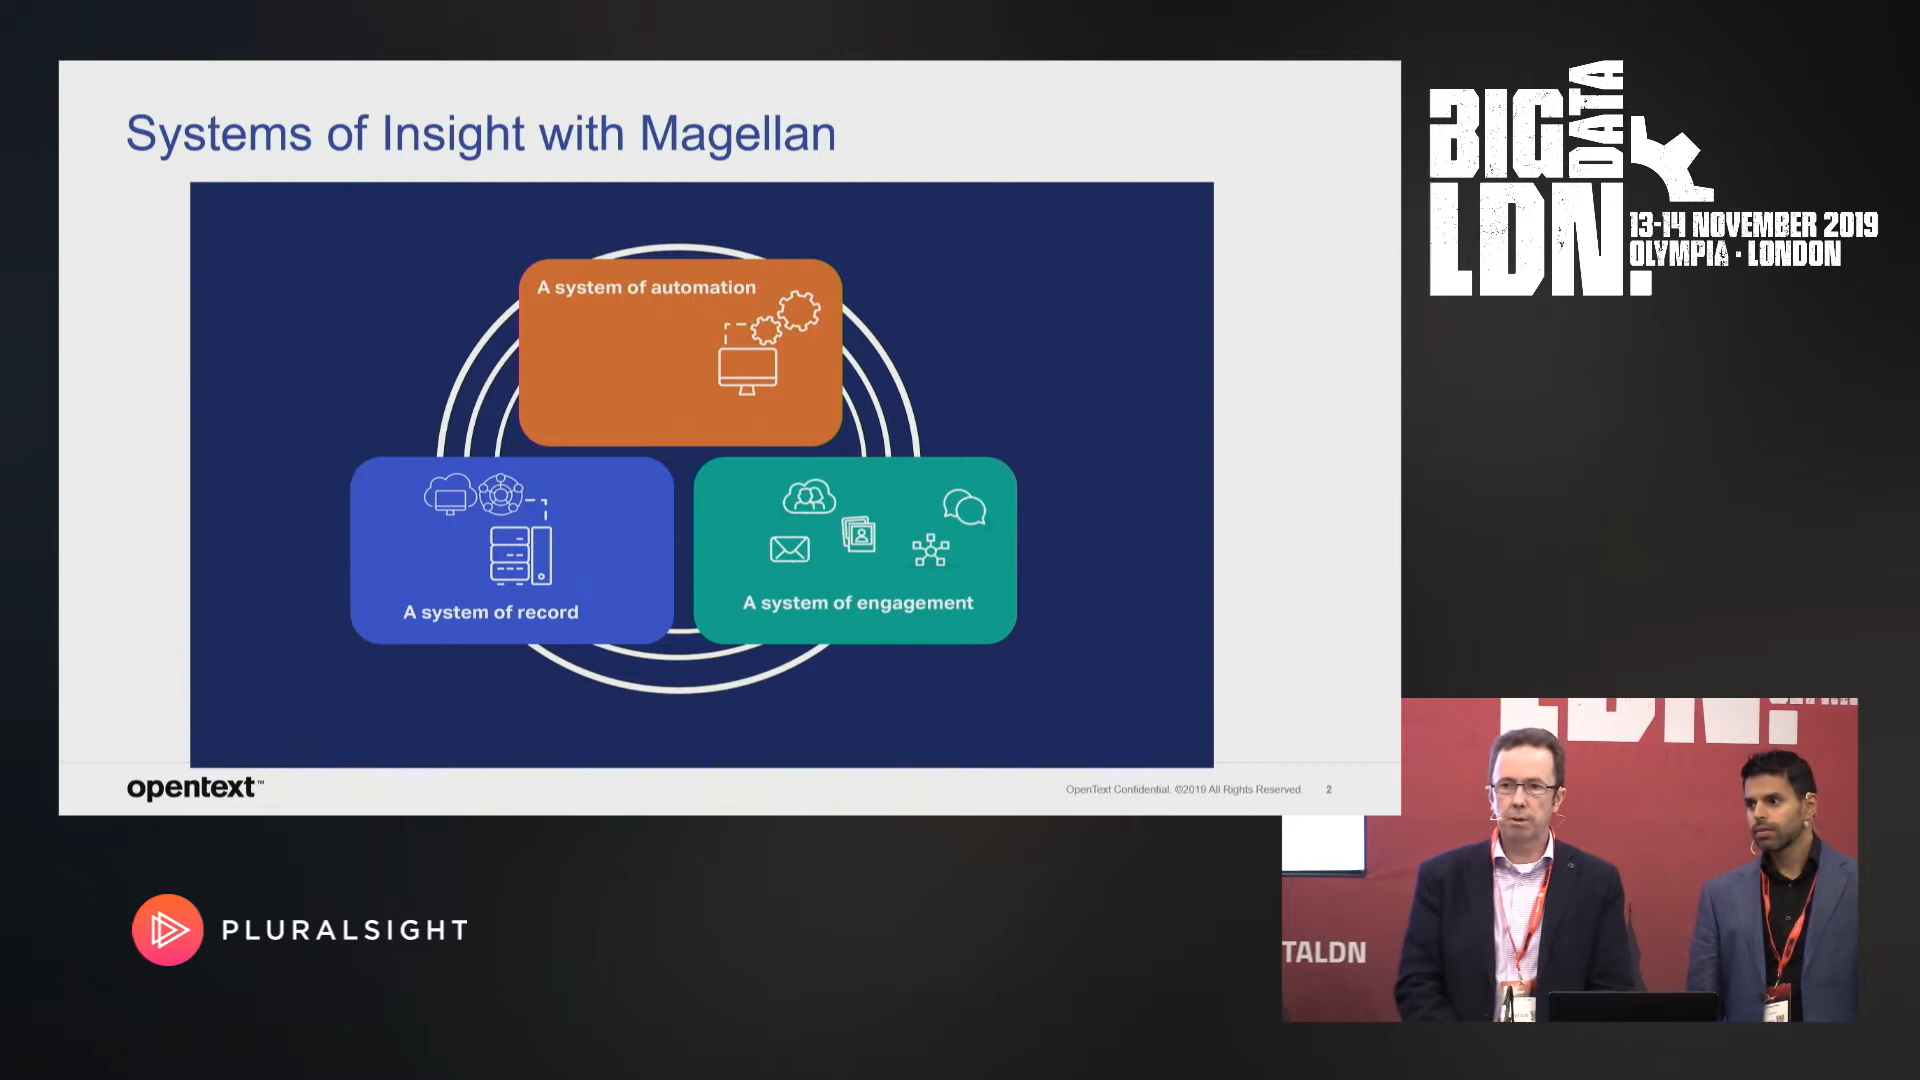 Systems of Insight with Magellan
A system of automation
A system of record
A system of engagement
opentext™
OpenText Confidential. ©2019 All Rights Reserved. 2
BIG DATA
LDN.
13-14 NOVEMBER 2019
OLYMPIA · LONDON
LDN.
TALDN
PLURALSIGHT